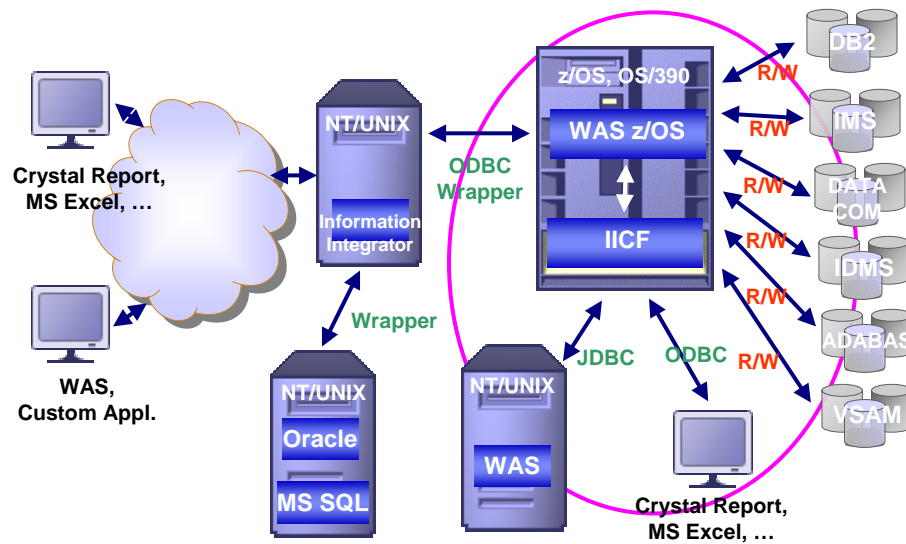 Crystal Report,
MS Excel, …
WAS,
Custom Appl.
NT/UNIX
Information
Integrator
ODBC
Wrapper
Wrapper
NT/UNIX
Oracle
MS SQL
z/OS, OS/390
WAS z/OS
IICF
JDBC
ODBC
NT/UNIX
WAS
Crystal Report,
MS Excel, …
R/W
R/W
R/W
R/W
R/W
R/W
DB2
IMS
DATA
COM
IDMS
ADABAS
VSAM